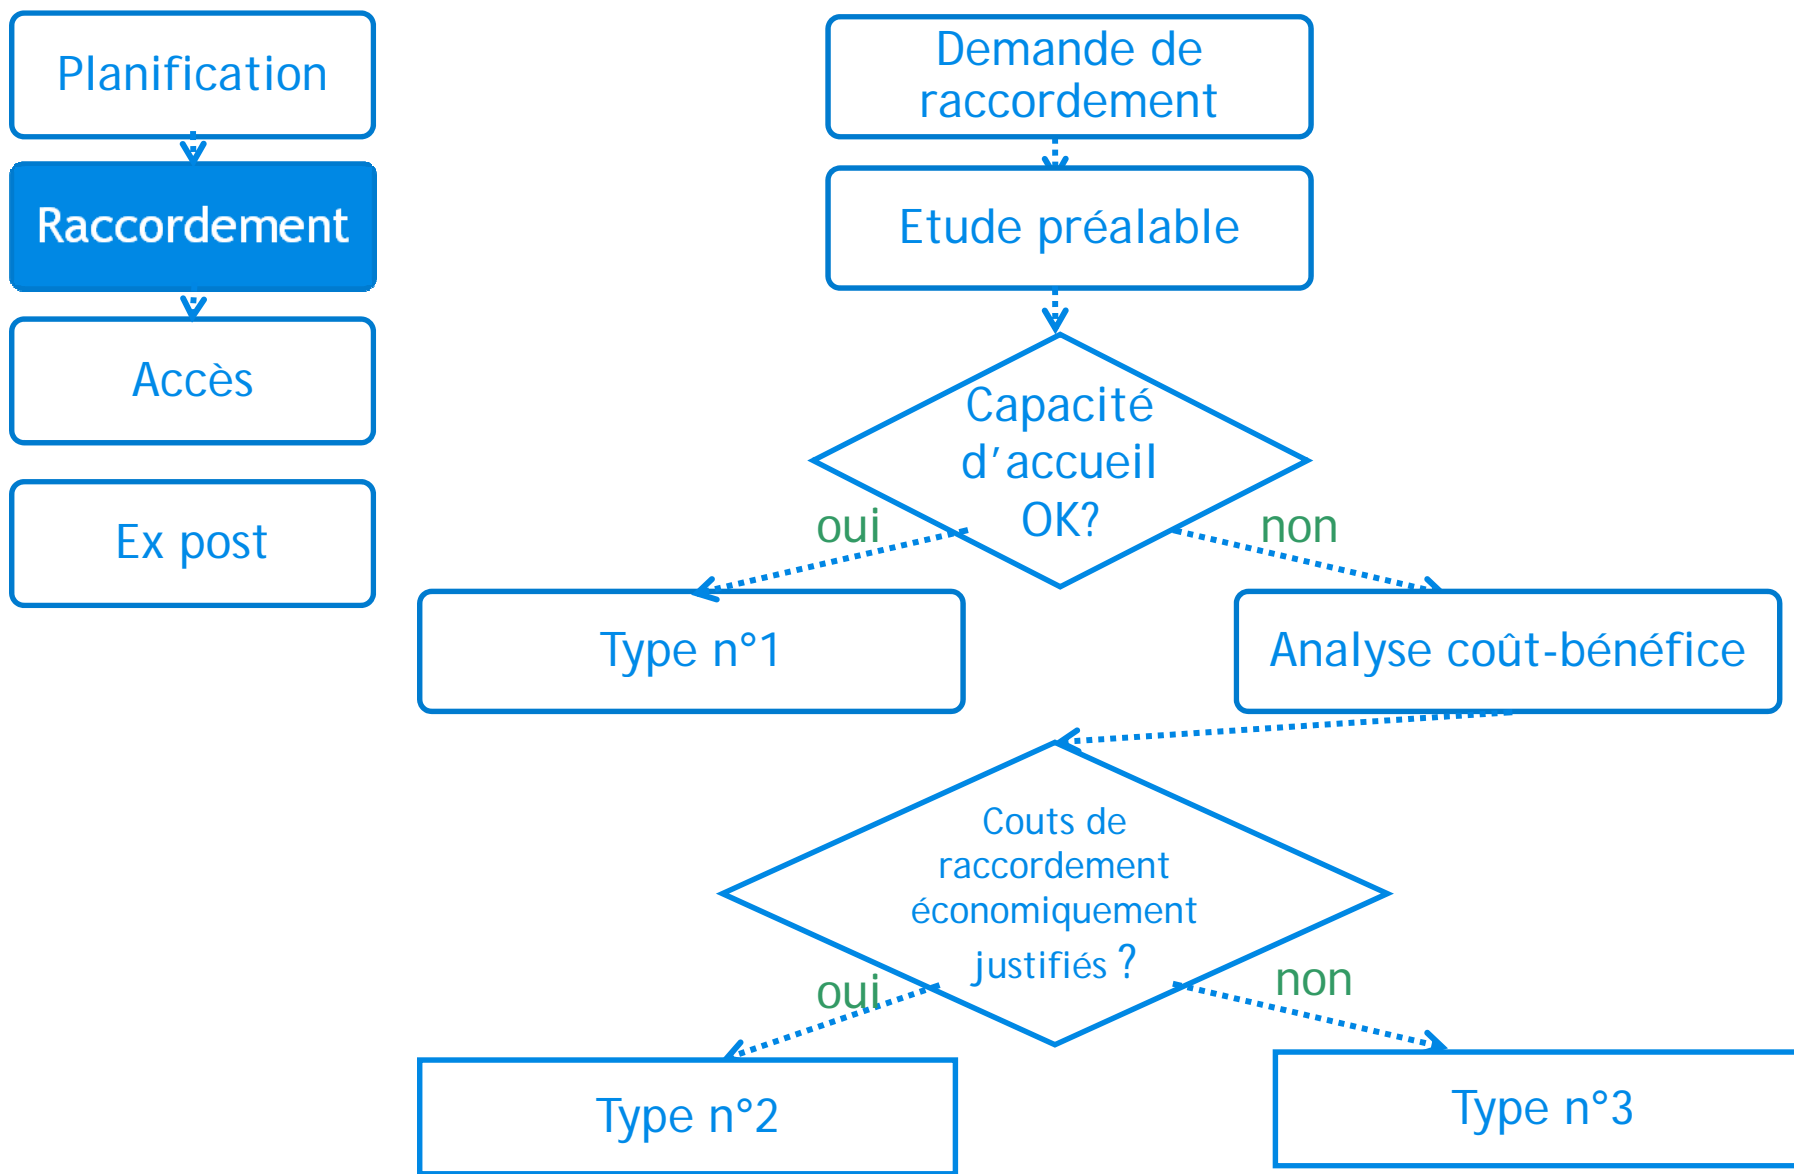 Planification
Raccordement
Accès
Ex post
Demande de
raccordement
Etude préalable
Capacité
d’accueil
OK?
oui
non
Type n°1
Analyse coût-bénéfice
Couts de
raccordement
économiquement
justifiés ?
oui
non
Type n°2
Type n°3